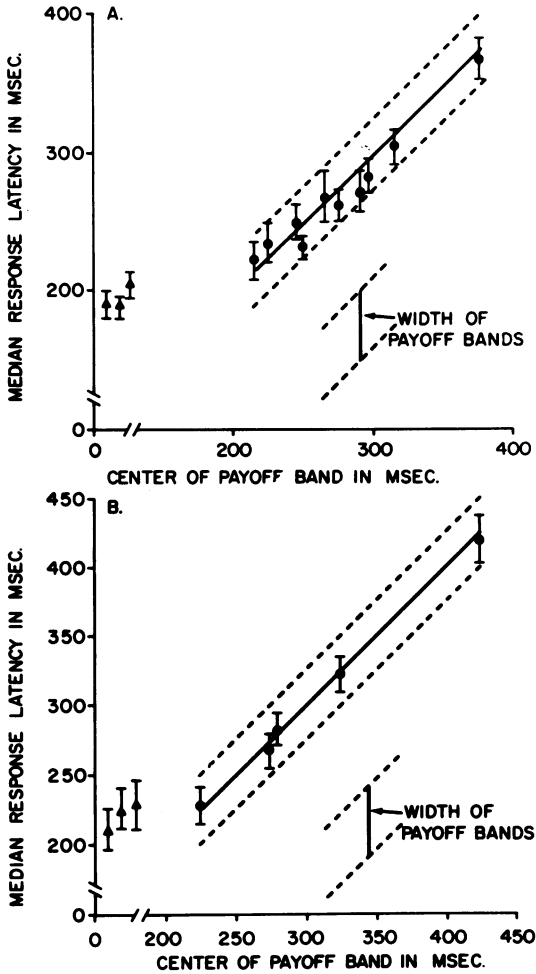 A.
MEDIAN RESPONSE LATENCY IN MSEC.
400
300
200
0
WIDTH OF
PAYOFF BANDS
0
200
300
400
CENTER OF PAYOFF BAND IN MSEC.
B.
MEDIAN RESPONSE LATENCY IN MSEC.
450
400
350
300
250
200
0
WIDTH OF
PAYOFF BANDS
0
200
250
300
350
400
450
CENTER OF PAYOFF BAND IN MSEC.